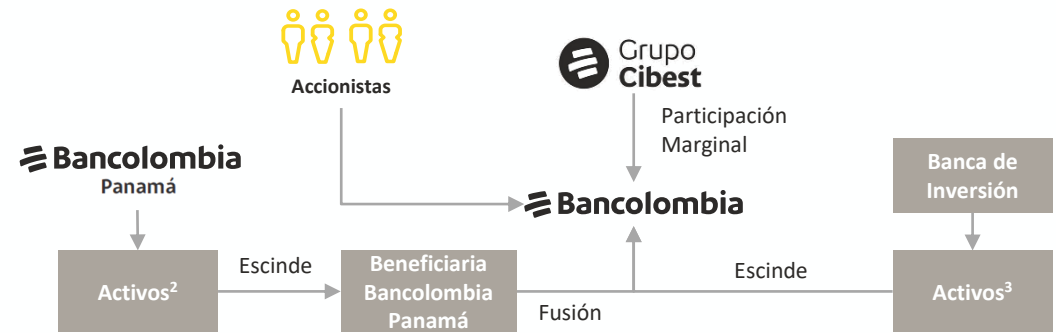 Accionistas
Grupo
Cibest
Participación
Marginal
Bancolombia
Panamá
Banca de
Inversión
Bancolombia
Activos²
Escinde
Beneficiaria
Bancolombia
Panamá
Fusión
Escinde
Activos³